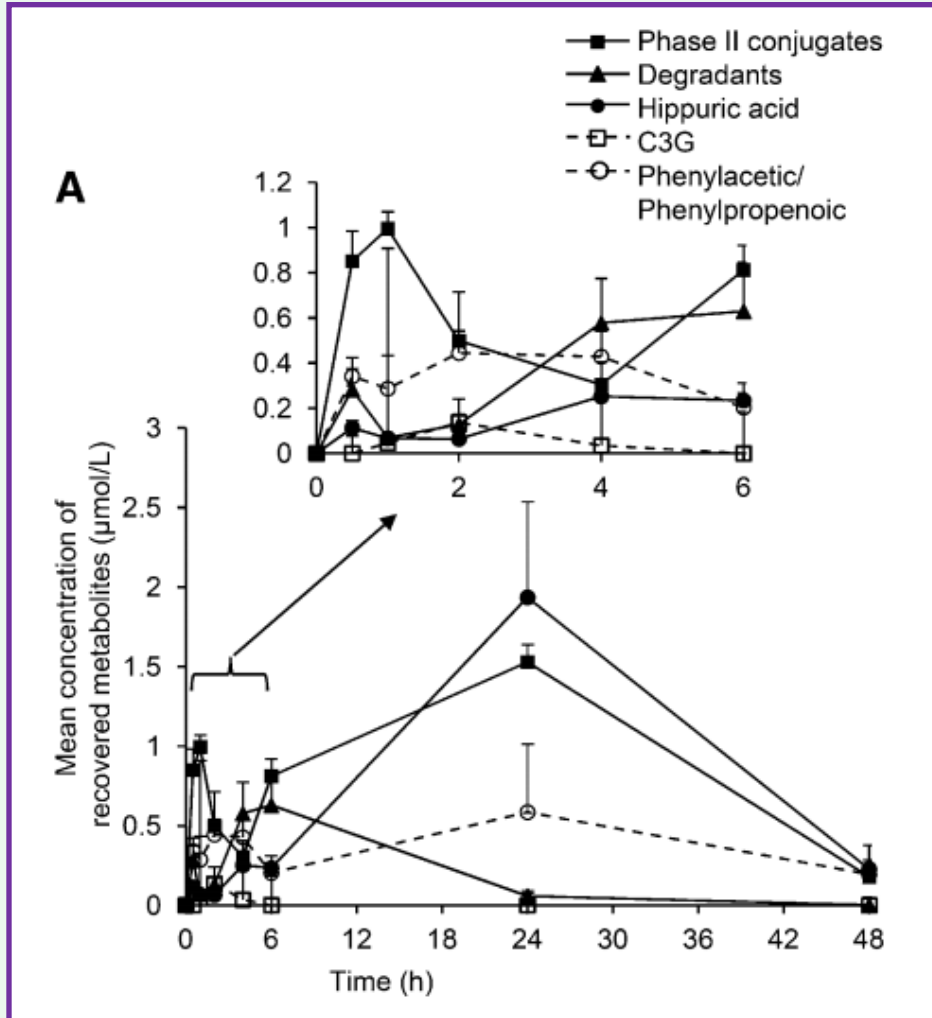 Phase II conjugates
Degradants
Hippuric acid
C3G
Phenylacetic/
Phenylpropenoic
A
1.2
1
0.8
0.6
0.4
0.2
0
0 2 4 6
Mean concentration of
recovered metabolites (µmol/L)
3
2.5
2
1.5
1
0.5
0
0 6 12 18 24 30 36 42 48
Time (h)